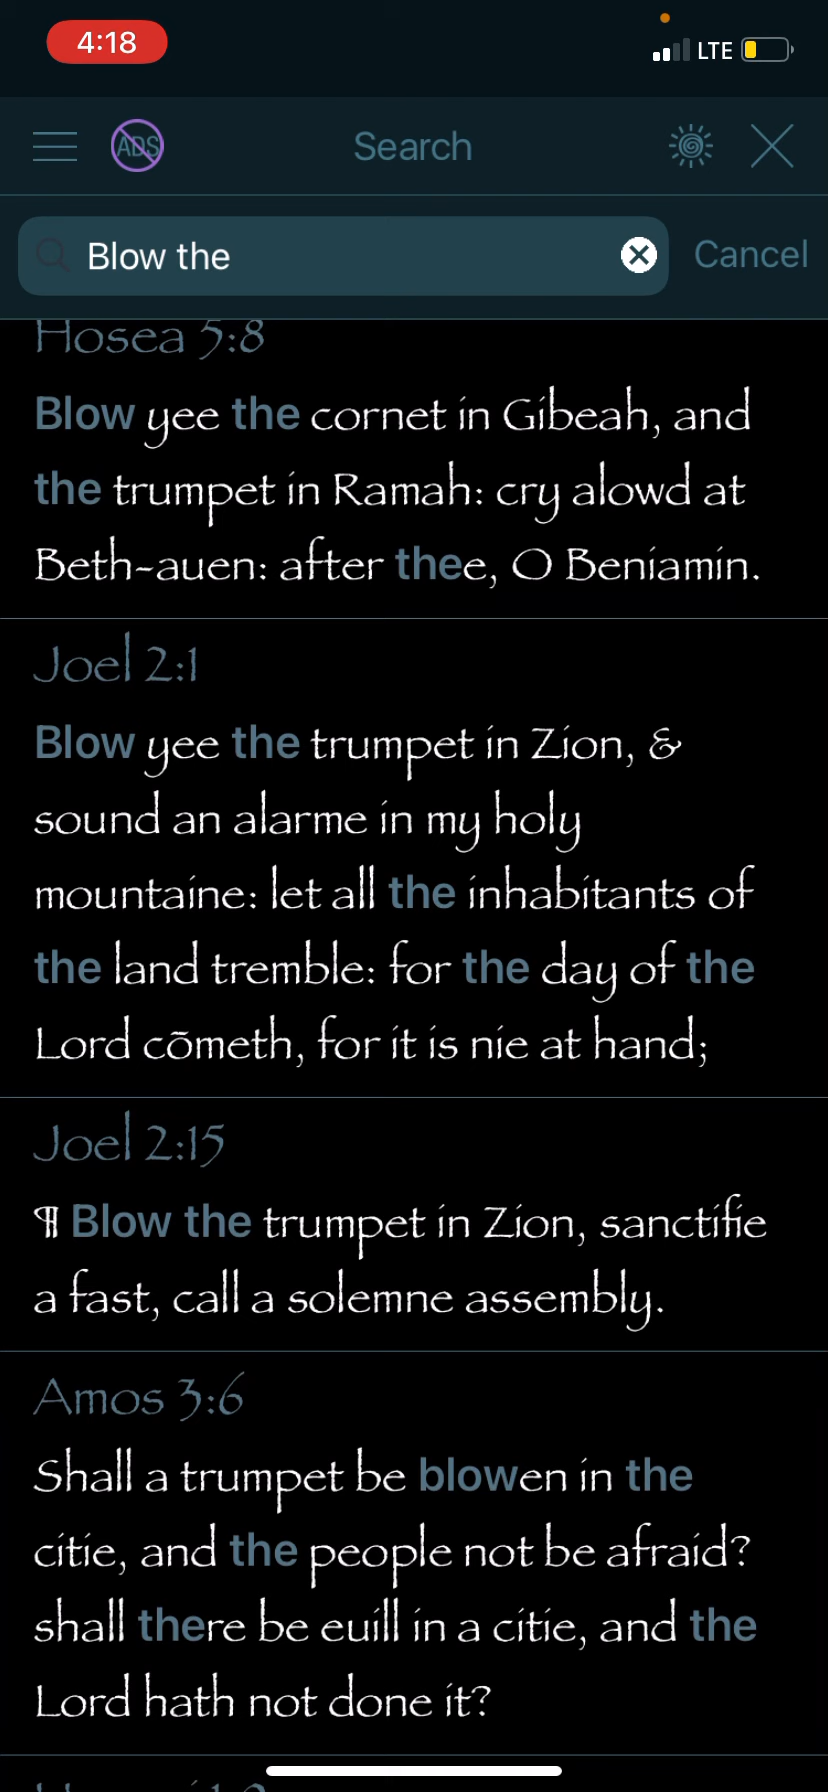 4:18
LTE
ADS
Search
Blow the
Cancel
Hosea 5:8
Blow yee the cornet in Gibeah, and
the trumpet in Ramah: cry alowd at
Beth-auen: after thee, O Beniamin.
Joel 2:1
Blow yee the trumpet in Zion, &
sound an alarme in my holy
mountaine: let all the inhabitants of
the land tremble: for the day of the
Lord cōmeth, for it is nie at hand;
Joel 2:15
¶ Blow the trumpet in Zion, sanctifie
a fast, call a solemne assembly.
Amos 3:6
Shall a trumpet be blowen in the
citie, and the people not be afraid?
shall there be euill in a citie, and the
Lord hath not done it?